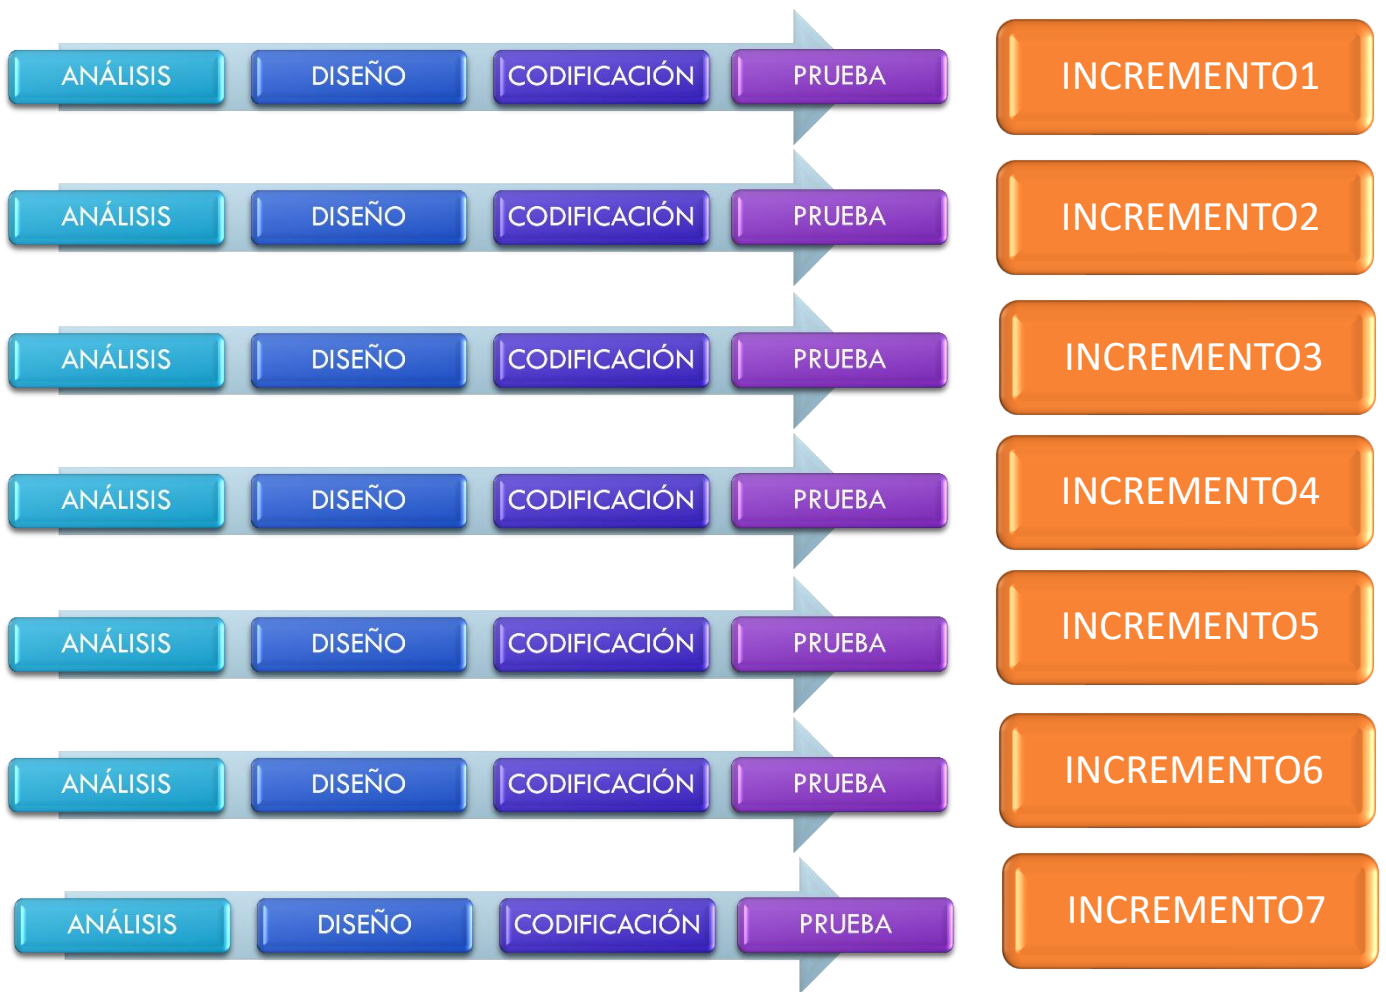 ANÁLISIS DISEÑO CODIFICACIÓN PRUEBA INCREMENTO1
ANÁLISIS DISEÑO CODIFICACIÓN PRUEBA INCREMENTO2
ANÁLISIS DISEÑO CODIFICACIÓN PRUEBA INCREMENTO3
ANÁLISIS DISEÑO CODIFICACIÓN PRUEBA INCREMENTO4
ANÁLISIS DISEÑO CODIFICACIÓN PRUEBA INCREMENTO5
ANÁLISIS DISEÑO CODIFICACIÓN PRUEBA INCREMENTO6
ANÁLISIS DISEÑO CODIFICACIÓN PRUEBA INCREMENTO7